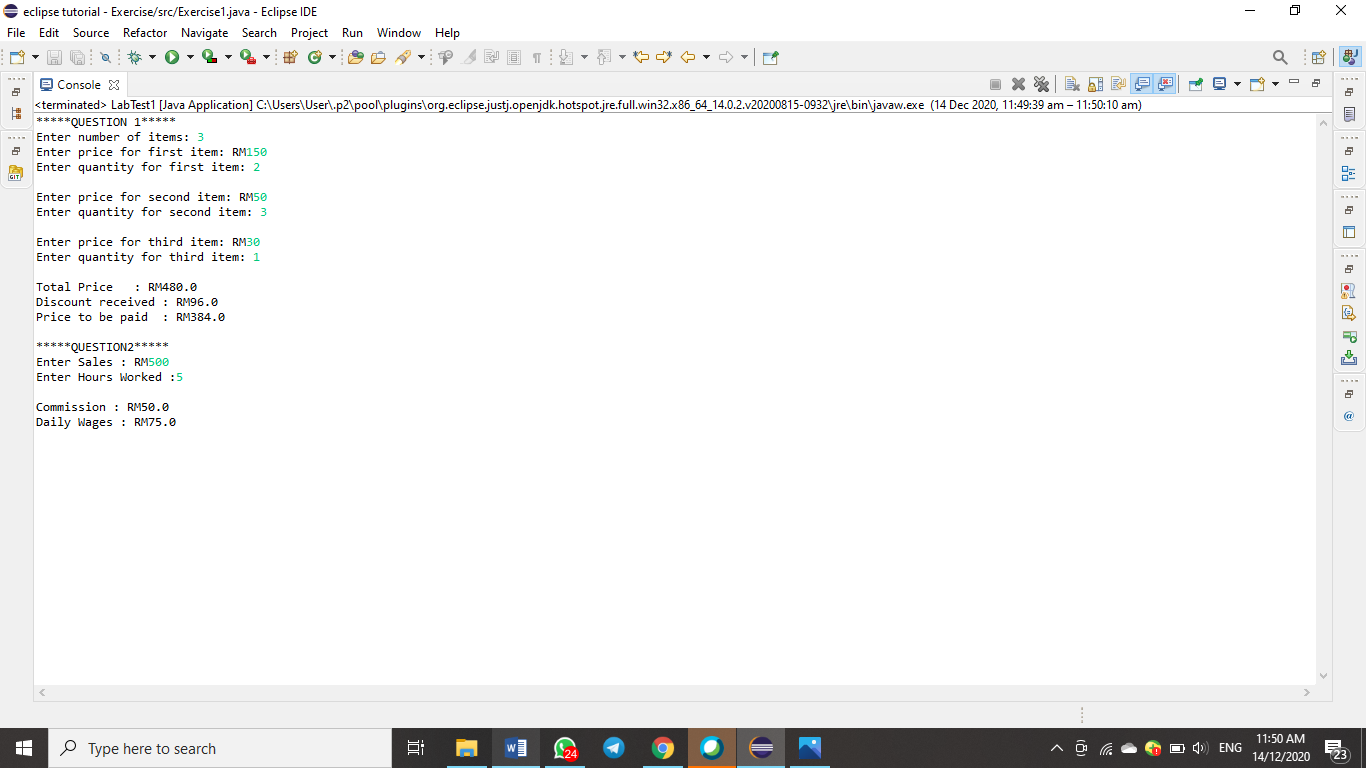 eclipse tutorial - Exercise/src/Exercise1.java - Eclipse IDE
File Edit Source Refactor Navigate Search Project Run Window Help
Console
<terminated> LabTest1 [Java Application] C:\Users\User\.p2\pool\plugins\org.eclipse.justj.openjdk.hotspot.jre.full.win32.x86_64_14.0.2.v20200815-0932\jre\bin\javaw.exe (14 Dec 2020, 11:49:39 am – 11:50:10 am)
*****QUESTION 1*****
Enter number of items: 3
Enter price for first item: RM150
Enter quantity for first item: 2
Enter price for second item: RM50
Enter quantity for second item: 3
Enter price for third item: RM30
Enter quantity for third item: 1
Total Price   : RM480.0
Discount received : RM96.0
Price to be paid  : RM384.0
*****QUESTION2*****
Enter Sales : RM500
Enter Hours Worked :5
Commission : RM50.0
Daily Wages : RM75.0
GIT
@
Type here to search
W
24
ENG
11:50 AM
14/12/2020
23